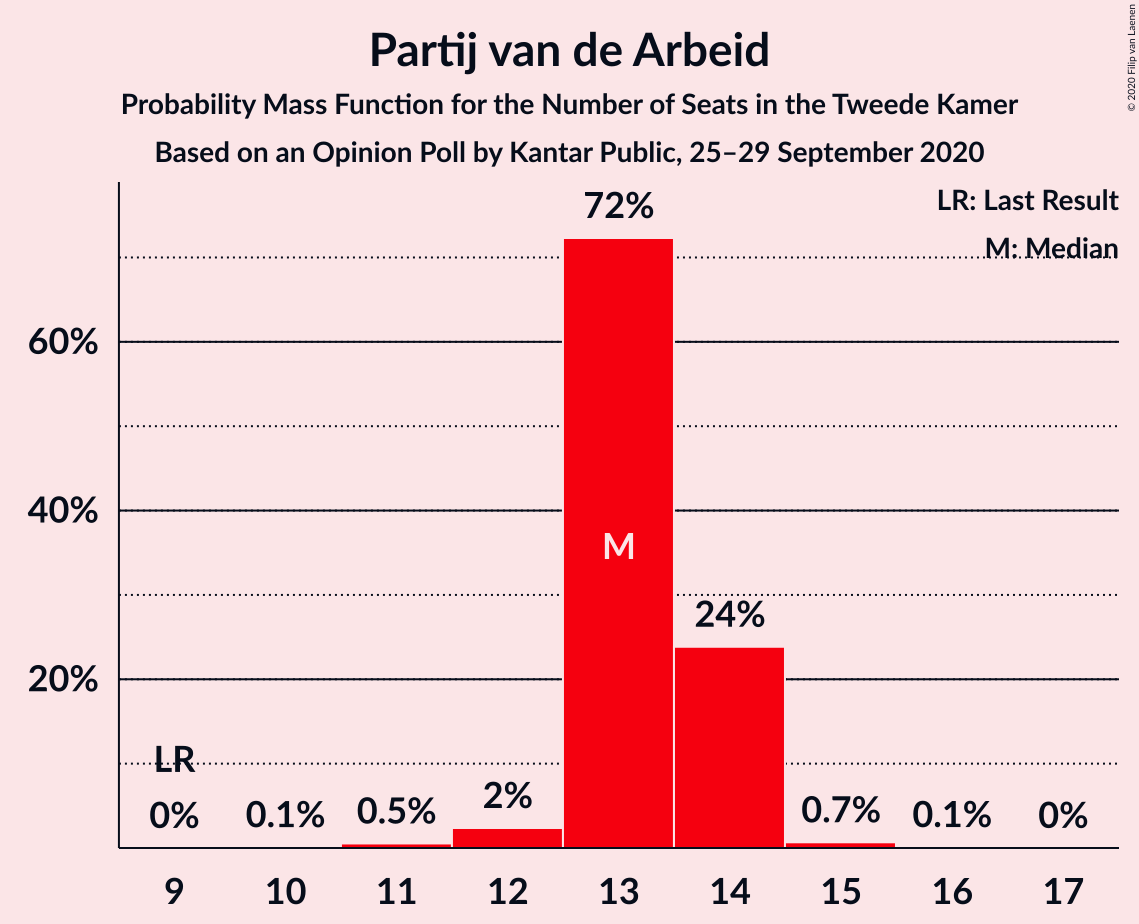 Partij van de Arbeid
Probability Mass Function for the Number of Seats in the Tweede Kamer
Based on an Opinion Poll by Kantar Public, 25–29 September 2020
© 2020 Filip van Laenen
LR: Last Result
M: Median
60%
40%
20%
LR
0%
0.1%
0.5%
2%
72%
M
24%
0.7%
0.1%
0%
9 10 11 12 13 14 15 16 17